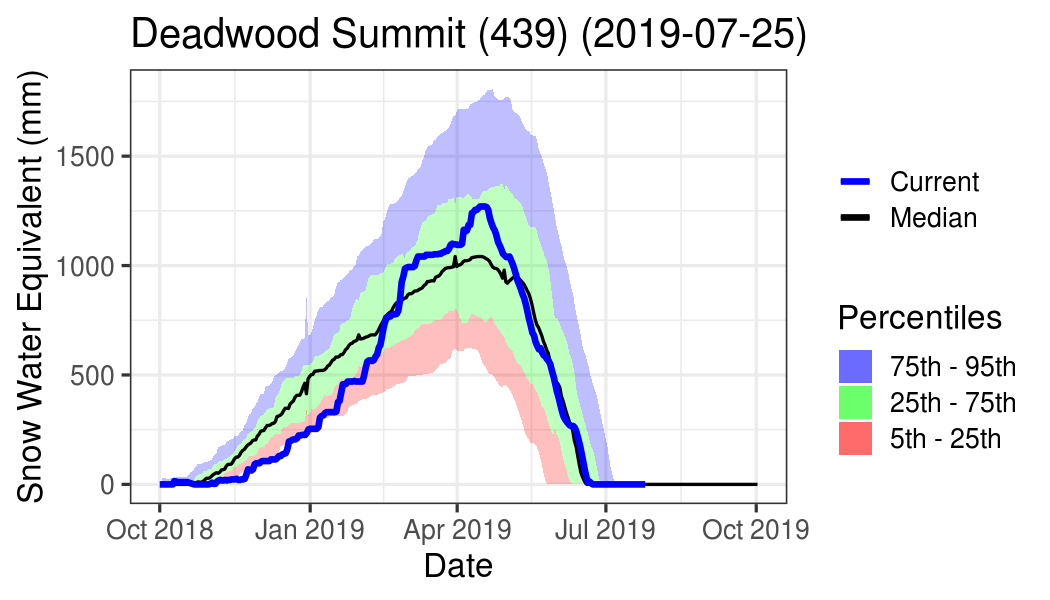 Deadwood Summit (439) (2019-07-25)
Snow Water Equivalent (mm)
1500
1000
500
0
Oct 2018
Jan 2019
Apr 2019
Jul 2019
Oct 2019
Date
Current
Median
Percentiles
75th - 95th
25th - 75th
5th - 25th